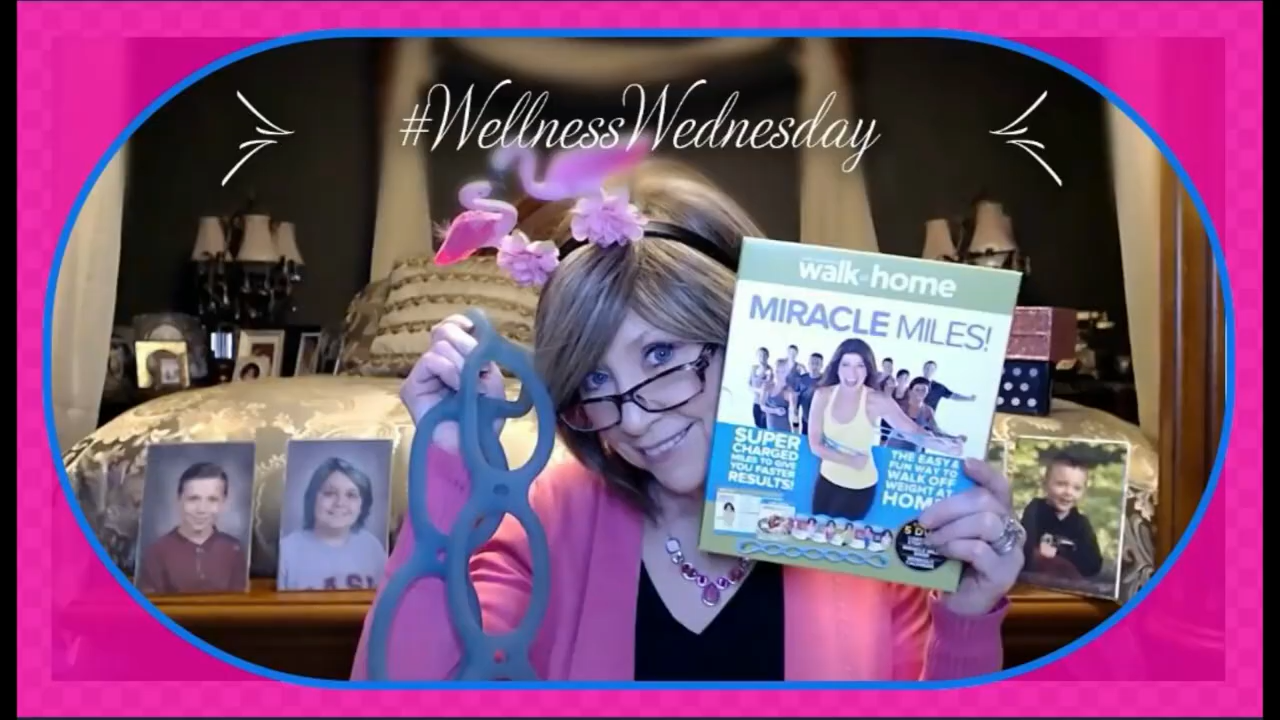 #WellnessWednesday
walk at home
MIRACLE MILES!
SUPER
CHARGED
MILES TO GIVE
YOU FASTER
RESULTS!
THE EASY &
FUN WAY TO
WALK OFF
WEIGHT AT
HOM